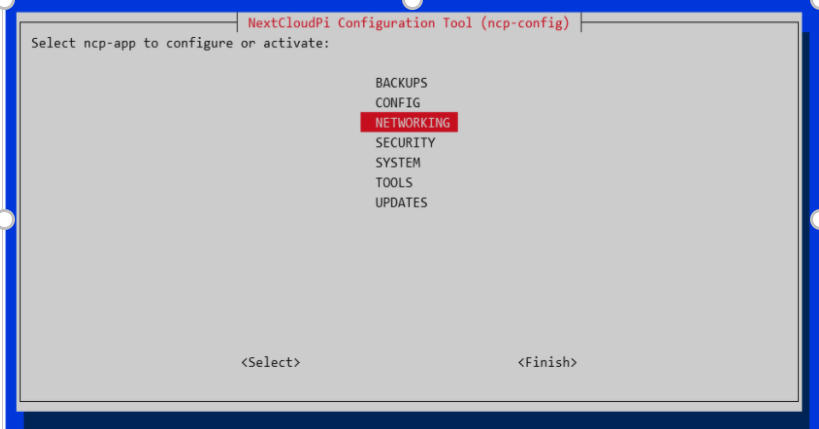 NextCloudPi Configuration Tool (ncp-config)
Select ncp-app to configure or activate:
BACKUPS
CONFIG
NETWORKING
SECURITY
SYSTEM
TOOLS
UPDATES
<Select> <Finish>